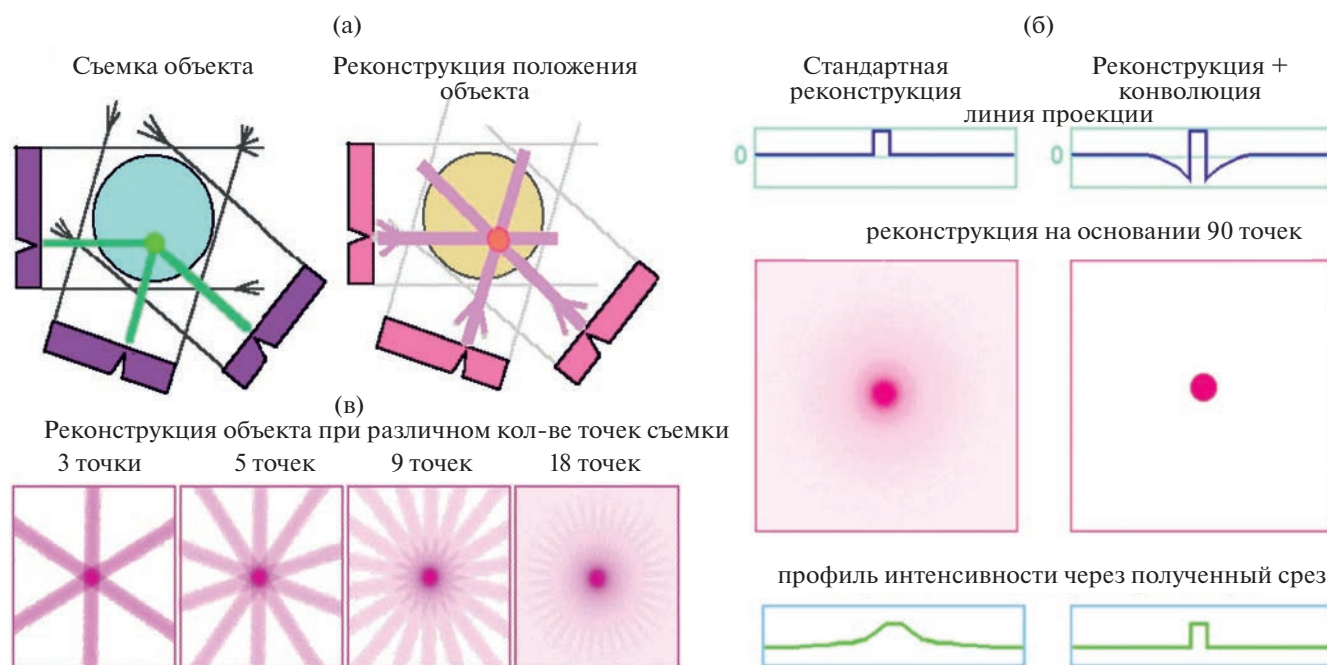 (а)
Съемка объекта
Реконструкция положения
объекта
(в)
Реконструкция объекта при различном кол-ве точек съемки
3 точки
5 точек
9 точек
18 точек
(б)
Стандартная
реконструкция
Реконструкция +
конволюция
линия проекции
0
0
реконструкция на основании 90 точек
профиль интенсивности через полученный срез